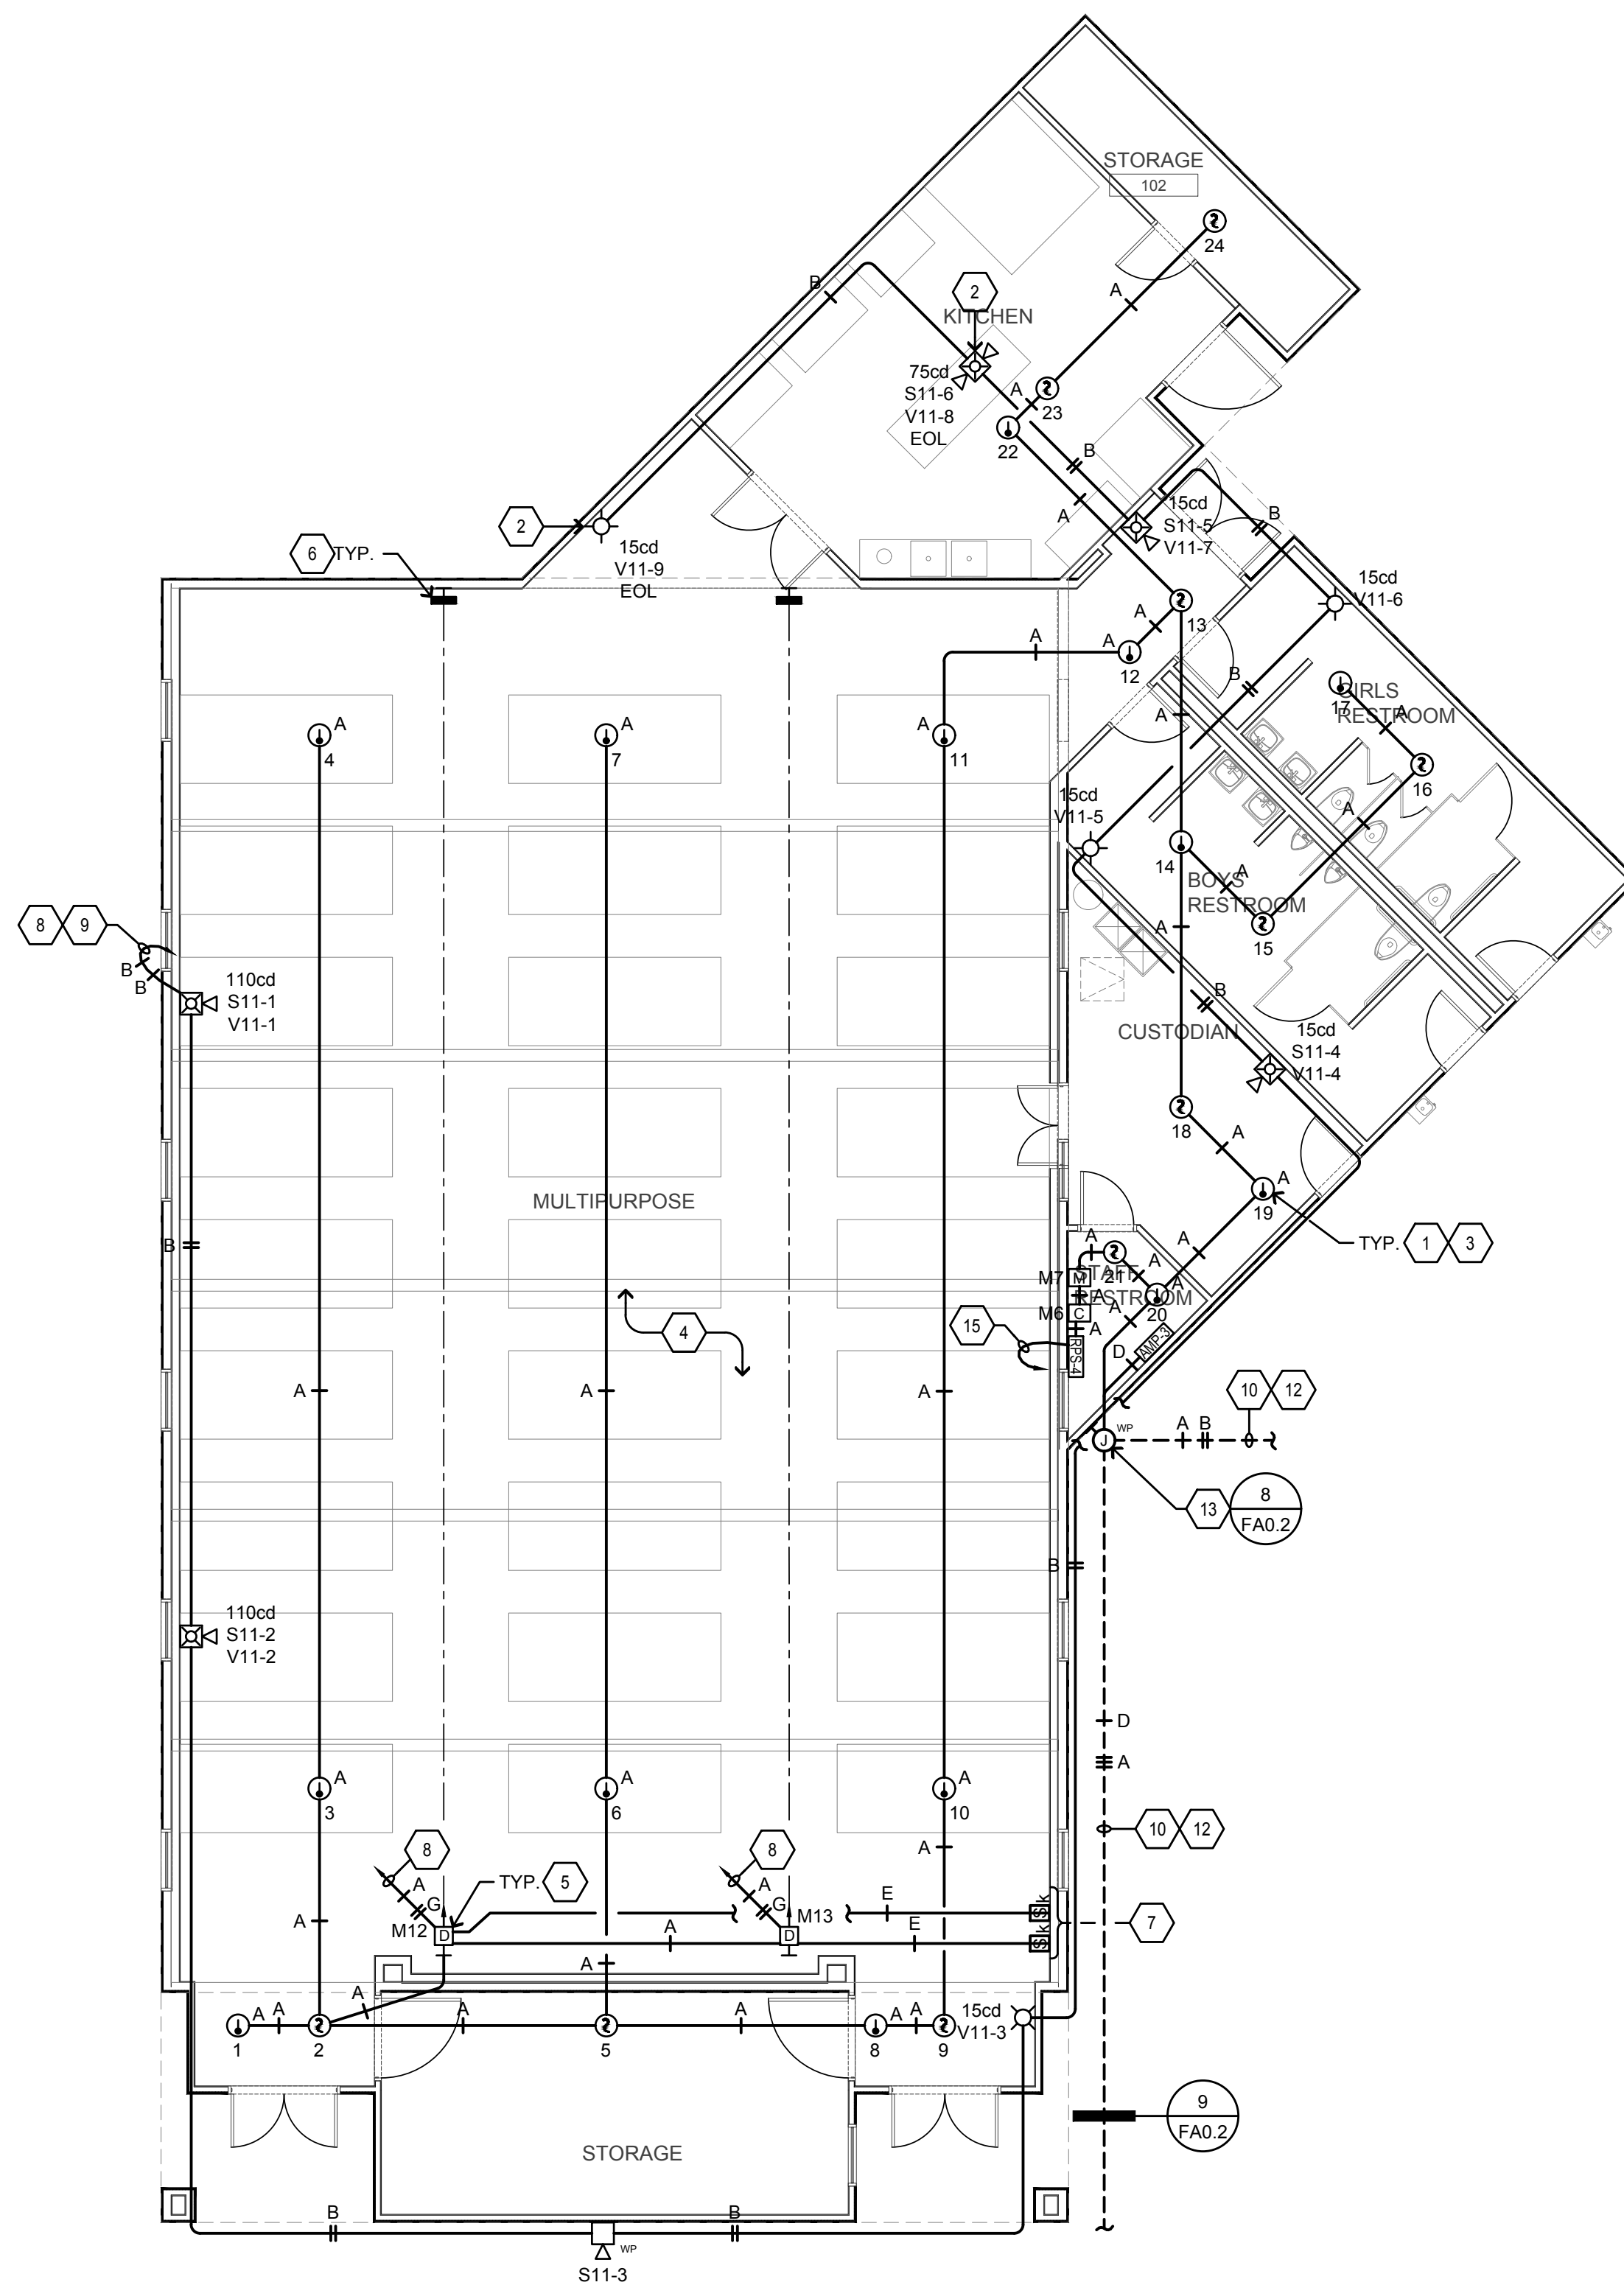 STORAGE
102
24
A
B
2
KITCHEN
75cd
S11-6
V11-8
EOL
A
23
22
B
A
A
15cd
S11-5
V11-7
B
2
15cd
V11-9
EOL
6
TYP.
15cd
V11-6
13
A
A
A
12
B
17
GIRLS
RESTROOM
A
16
A
A
4
A
7
A
11
A
15cd
V11-5
14
A
BOYS
RESTROOM
15
A
8
9
B
B
110cd
S11-1
V11-1
B
CUSTODIAN
15cd
S11-4
V11-4
18
A
A
19
TYP.
1
3
MULTIPURPOSE
B
A
A
A
21
A
STAFF
RESTROOM
A
20
M7
M
A
M6
C
A
RPS-4
A
D
AMP-3
15
4
A
A
A
10
12
A
B
WP
J
13
8
FA0.2
B
110cd
S11-2
V11-2
D
A
A
3
A
6
A
10
A
10
12
8
8
A
G
TYP.
5
A
G
M13
E
S
k
M12
D
D
A
E
S
k
7
A
A
A
A
A
A
A
A
A
15cd
V11-3
1
2
5
8
9
9
FA0.2
STORAGE
B
B
WP
S11-3